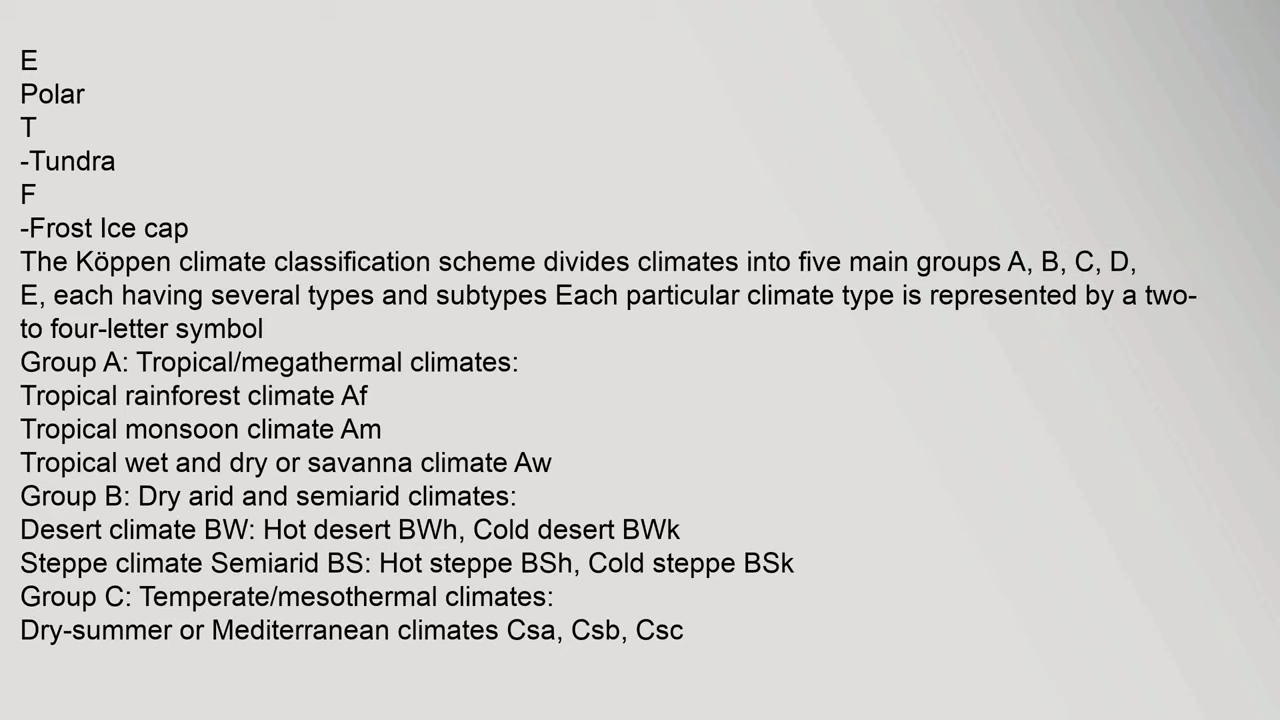 E
Polar
T
-Tundra
F
-Frost Ice cap
The Köppen climate classification scheme divides climates into five main groups A, B, C, D,
E, each having several types and subtypes Each particular climate type is represented by a two-
to four-letter symbol
Group A: Tropical/megathermal climates:
Tropical rainforest climate Af
Tropical monsoon climate Am
Tropical wet and dry or savanna climate Aw
Group B: Dry arid and semiarid climates:
Desert climate BW: Hot desert BWh, Cold desert BWk
Steppe climate Semiarid BS: Hot steppe BSh, Cold steppe BSk
Group C: Temperate/mesothermal climates:
Dry-summer or Mediterranean climates Csa, Csb, Csc